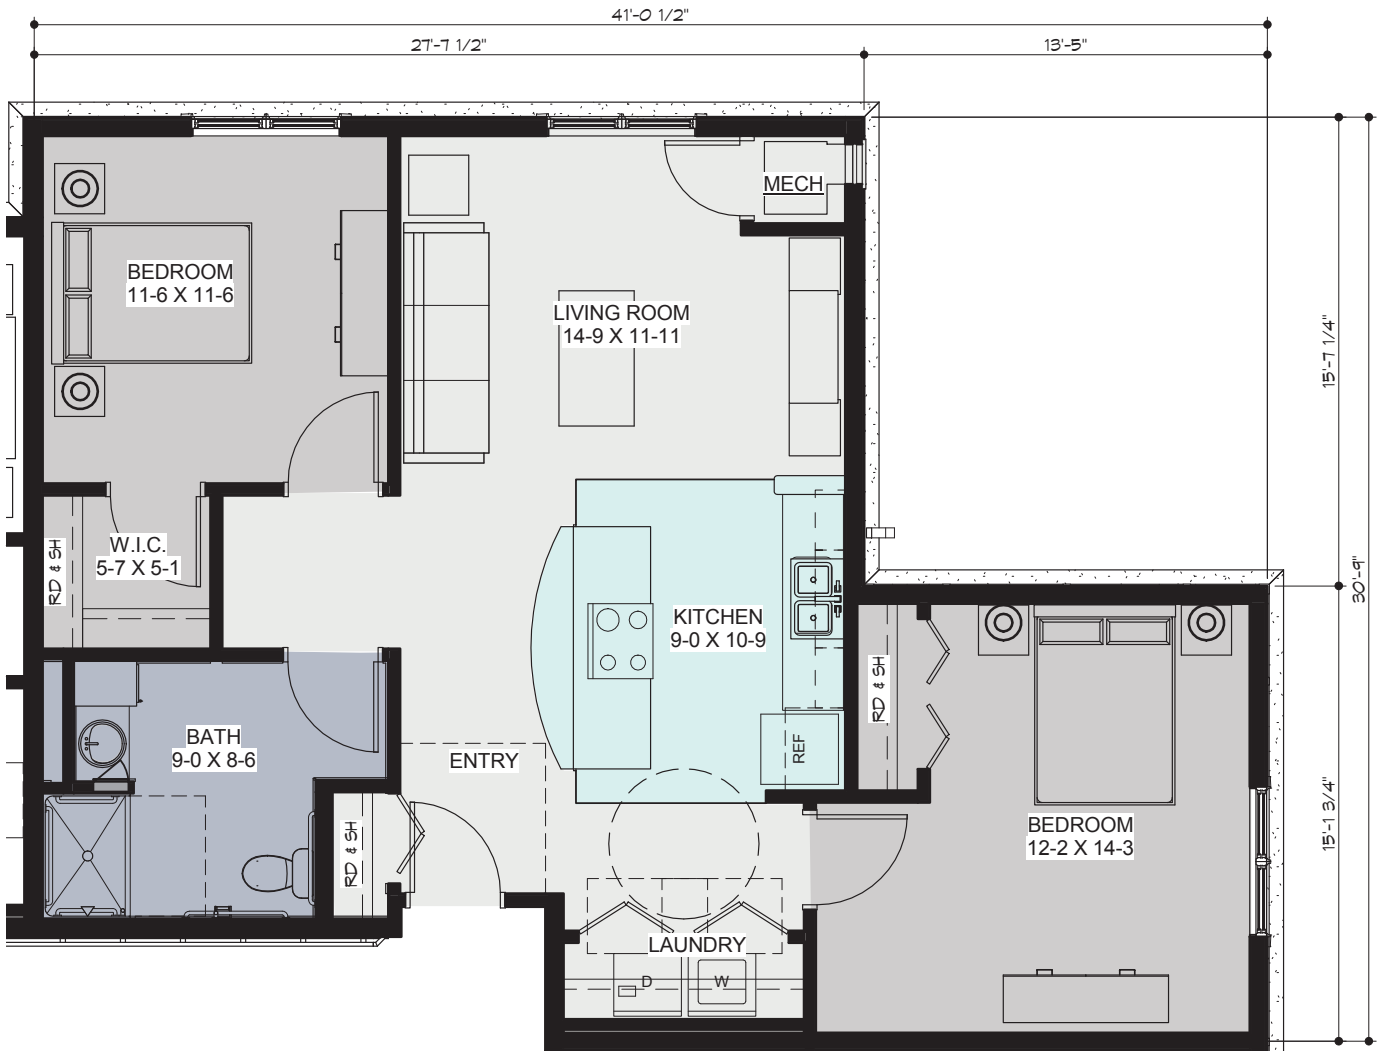 41'-0 1/2"
27'-7 1/2"
13'-5"
MECH
BEDROOM
11-6 X 11-6
LIVING ROOM
14-9 X 11-11
15'-7 1/4"
30'-9"
RD & SH
W.I.C.
5-7 X 5-1
KITCHEN
9-0 X 10-9
RD & SH
BATH
9-0 X 8-6
ENTRY
REF
RD & SH
BEDROOM
12-2 X 14-3
15'-1 3/4"
LAUNDRY
D
W